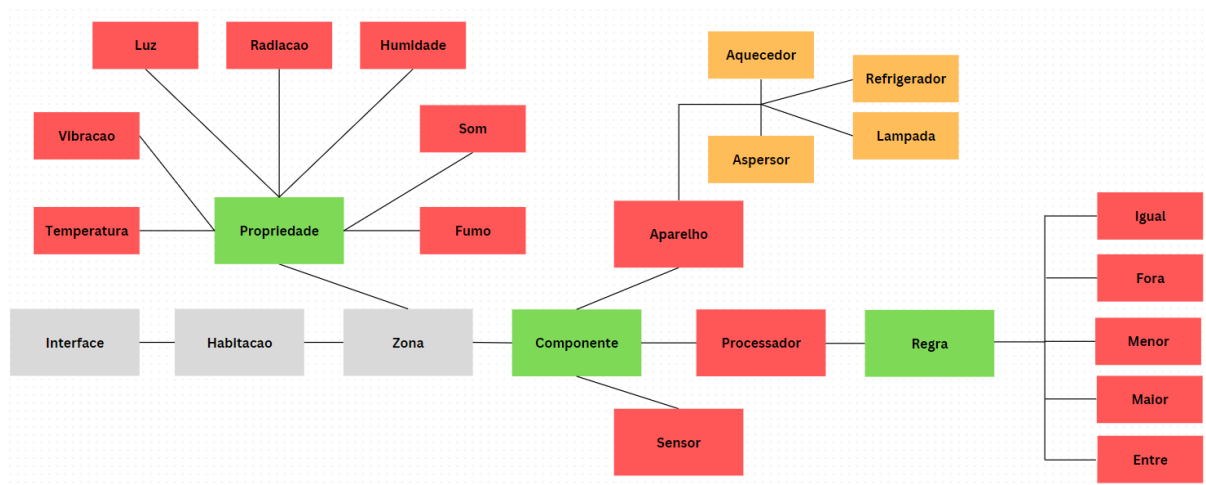 Luz
Radiacao
Humidade
Aquecedor
Refrigerador
Vibracao
Som
Lampada
Aspersor
Temperatura
Propriedade
Fumo
Aparelho
Igual
Fora
Interface
Habitacao
Zona
Componente
Processador
Regra
Menor
Maior
Sensor
Entre